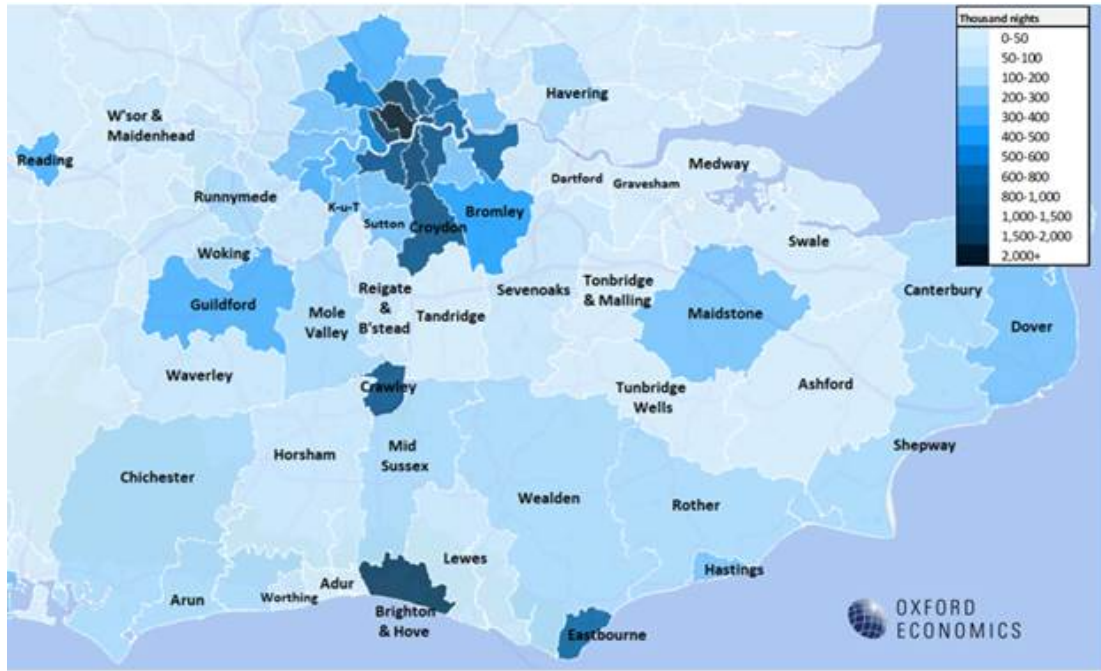 Thousand nights
0-50
50-100
100-200
200-300
300-400
400-500
500-600
600-800
800-1,000
1,000-1,500
1,500-2,000
2,000+
Havering
W'sor &
Maidenhead
Reading
Medway
Dartford
Gravesham
Runnymede
K-u-T
Sutton
Croydon
Bromley
Swale
Woking
Guildford
Mole
Valley
Reigate
&
B'stead
Tandridge
Sevenoaks
Tonbridge
& Malling
Maidstone
Canterbury
Dover
Waverley
Crawley
Tunbridge
Wells
Ashford
Shepway
Chichester
Horsham
Mid
Sussex
Wealden
Rother
Lewes
Hastings
Arun
Worthing
Adur
Brighton
& Hove
Eastbourne
OXFORD
ECONOMICS